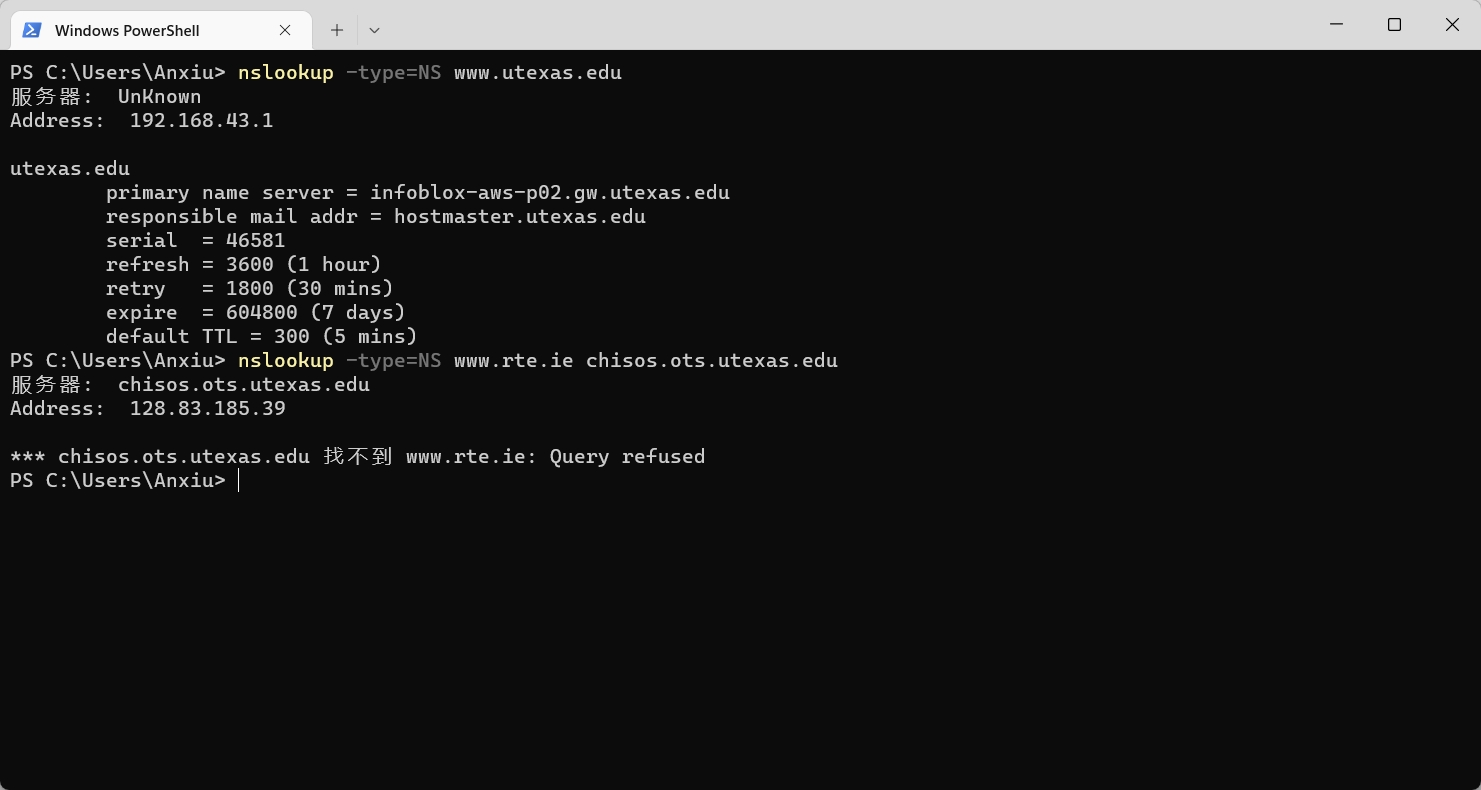 Windows PowerShell
PS C:\Users\Anxiu> nslookup -type=NS www.utexas.edu
服务器:  UnKnown
Address:  192.168.43.1

utexas.edu
        primary name server = infoblox-aws-p02.gw.utexas.edu
        responsible mail addr = hostmaster.utexas.edu
        serial  = 46581
        refresh = 3600 (1 hour)
        retry   = 1800 (30 mins)
        expire  = 604800 (7 days)
        default TTL = 300 (5 mins)
PS C:\Users\Anxiu> nslookup -type=NS www.rte.ie chisos.ots.utexas.edu
服务器:  chisos.ots.utexas.edu
Address:  128.83.185.39

*** chisos.ots.utexas.edu 找不到 www.rte.ie: Query refused
PS C:\Users\Anxiu>